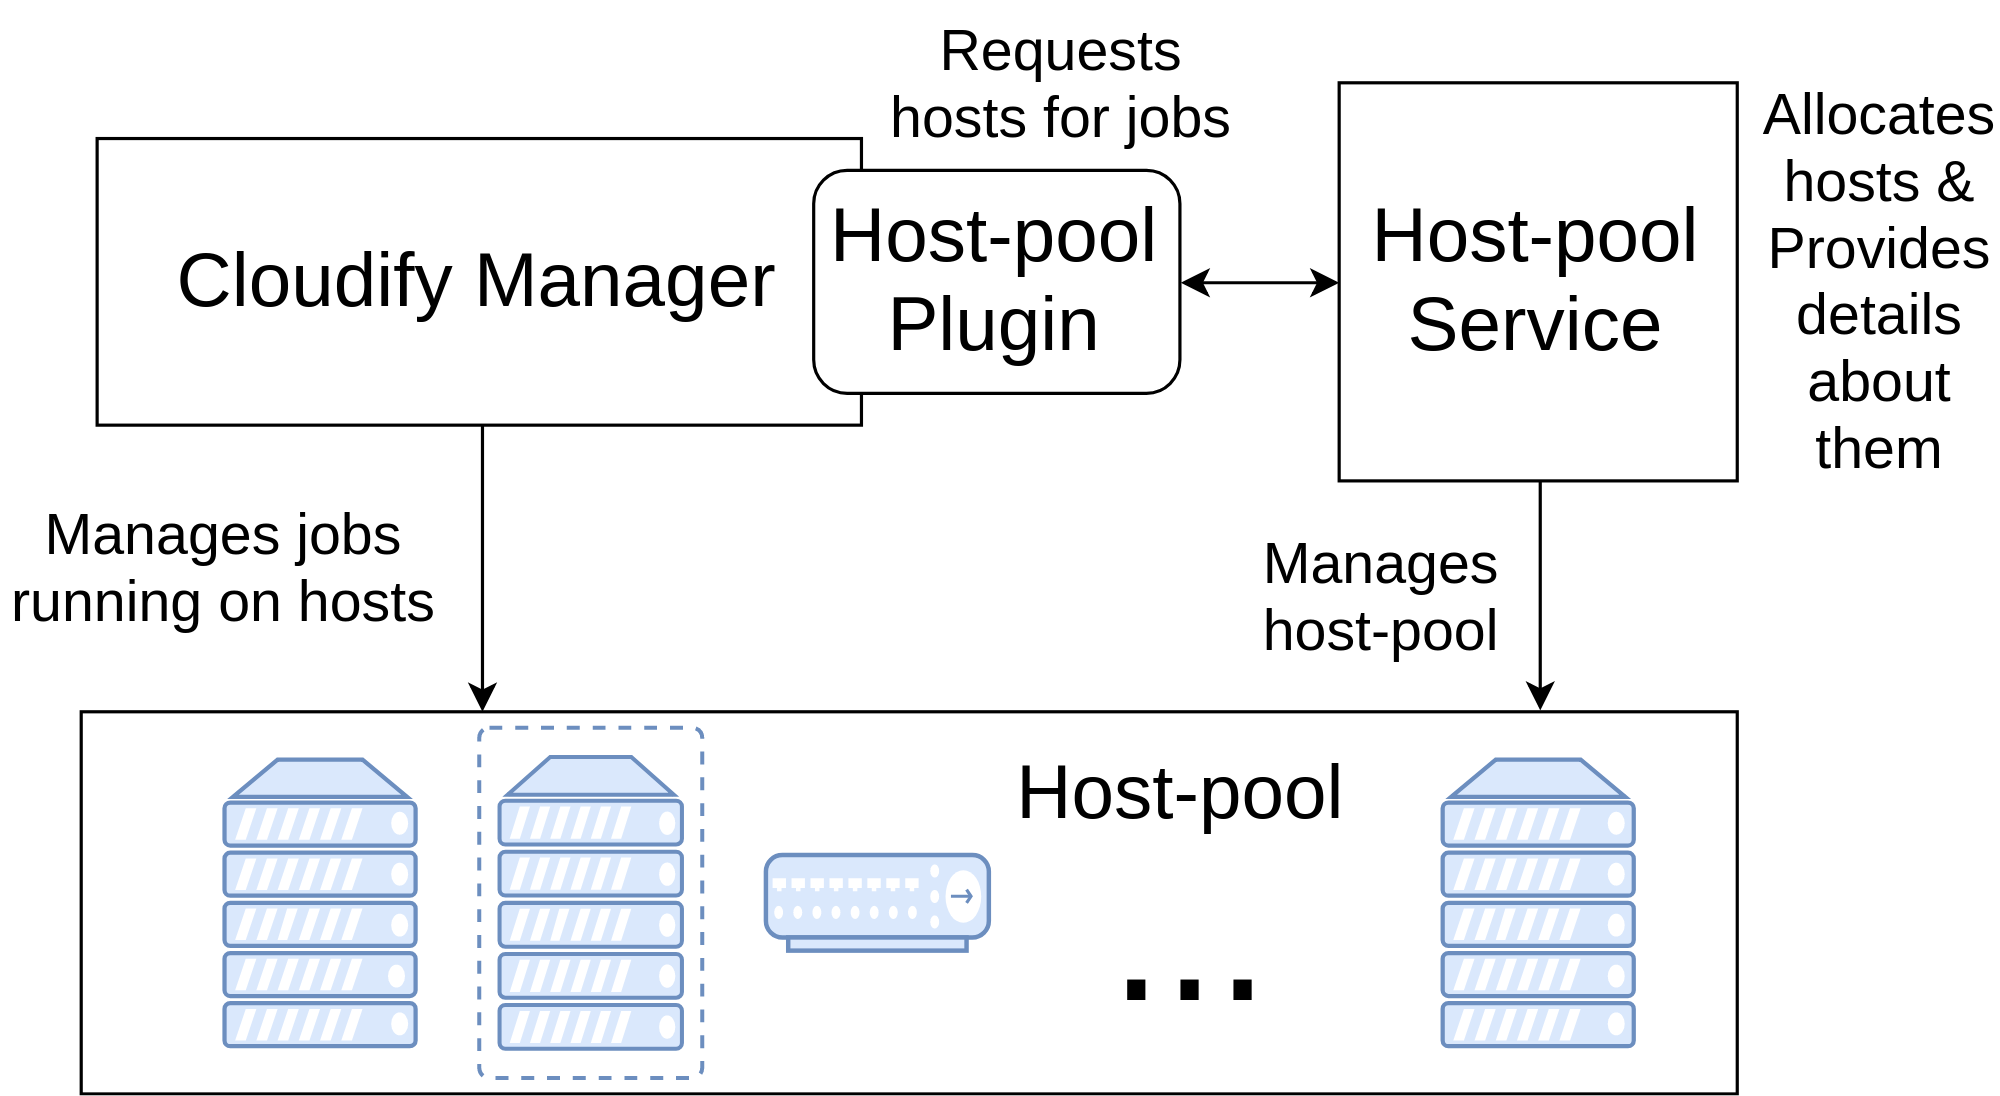 Requests
hosts for jobs
Cloudify Manager
Host-pool
Plugin
Host-pool
Service
Allocates
hosts &
Provides
details
about
them
Manages jobs
running on hosts
Manages
host-pool
Host-pool
...